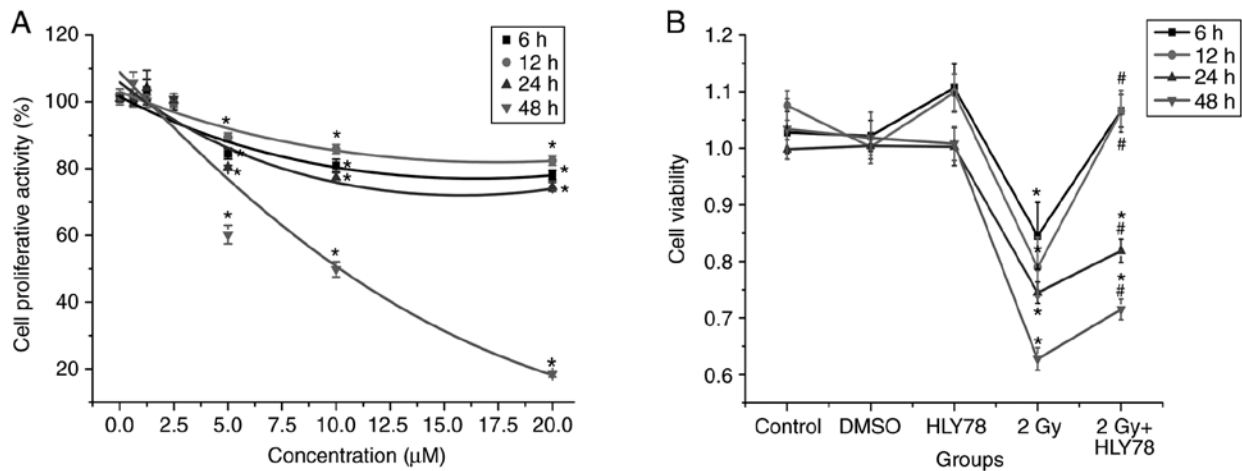 A
120
100
80
60
40
20
Cell proliferative activity (%)
0.0 2.5 5.0 7.5 10.0 12.5 15.0 17.5 20.0
Concentration (µM)
6 h
12 h
24 h
48 h
*
*
*
*
*
*
*
*
*
*
*
*
B
1.2
1.1
1.0
0.9
0.8
0.7
0.6
Cell viability
Control DMSO HLY78 2 Gy 2 Gy+
HLY78
Groups
6 h
12 h
24 h
48 h
*
*
*
*
#
#
*
#
*
#